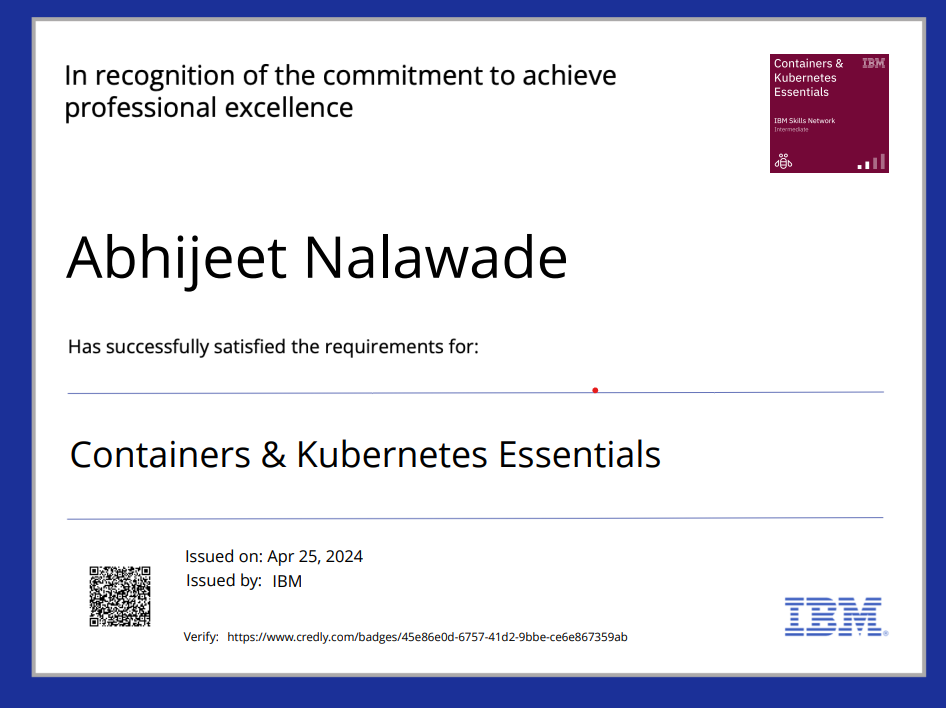 In recognition of the commitment to achieve
professional excellence
Containers &
Kubernetes
Essentials
IBM
IBM Skills Network
Intermediate
Abhijeet Nalawade
Has successfully satisfied the requirements for:
Containers & Kubernetes Essentials
Issued on: Apr 25, 2024
Issued by: IBM
Verify: https://www.credly.com/badges/45e86e0d-6757-41d2-9bbe-ce6e867359ab
IBM®